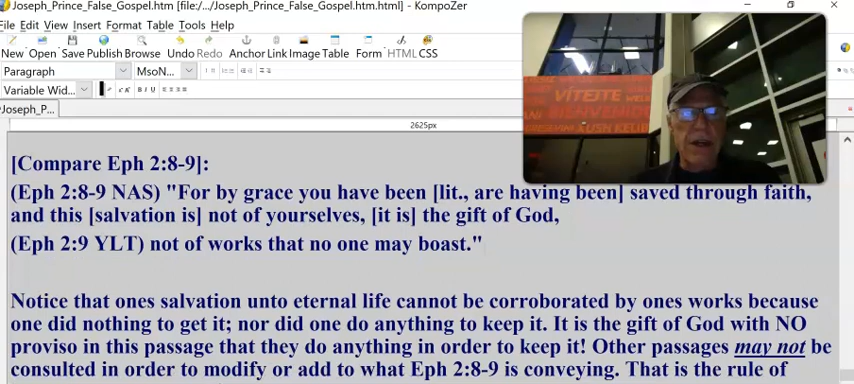 Joseph_Prince_False_Gospel.htm [file:/.../Joseph_Prince_False_Gospel.htm.html] - KompoZer
File Edit View Insert Format Table Tools Help
New Open Save Publish Browse Undo Redo Anchor Link Image Table Form HTML CSS
Paragraph MsoN...
Variable Wid... B I U
Joseph_P...
2625px
VÍTEJTE
[Compare Eph 2:8-9]:
(Eph 2:8-9 NAS) "For by grace you have been [lit., are having been] saved through faith,
and this [salvation is] not of yourselves, [it is] the gift of God,
(Eph 2:9 YLT) not of works that no one may boast."
Notice that ones salvation unto eternal life cannot be corroborated by ones works because
one did nothing to get it; nor did one do anything to keep it. It is the gift of God with NO
proviso in this passage that they do anything in order to keep it! Other passages may not be
consulted in order to modify or add to what Eph 2:8-9 is conveying. That is the rule of